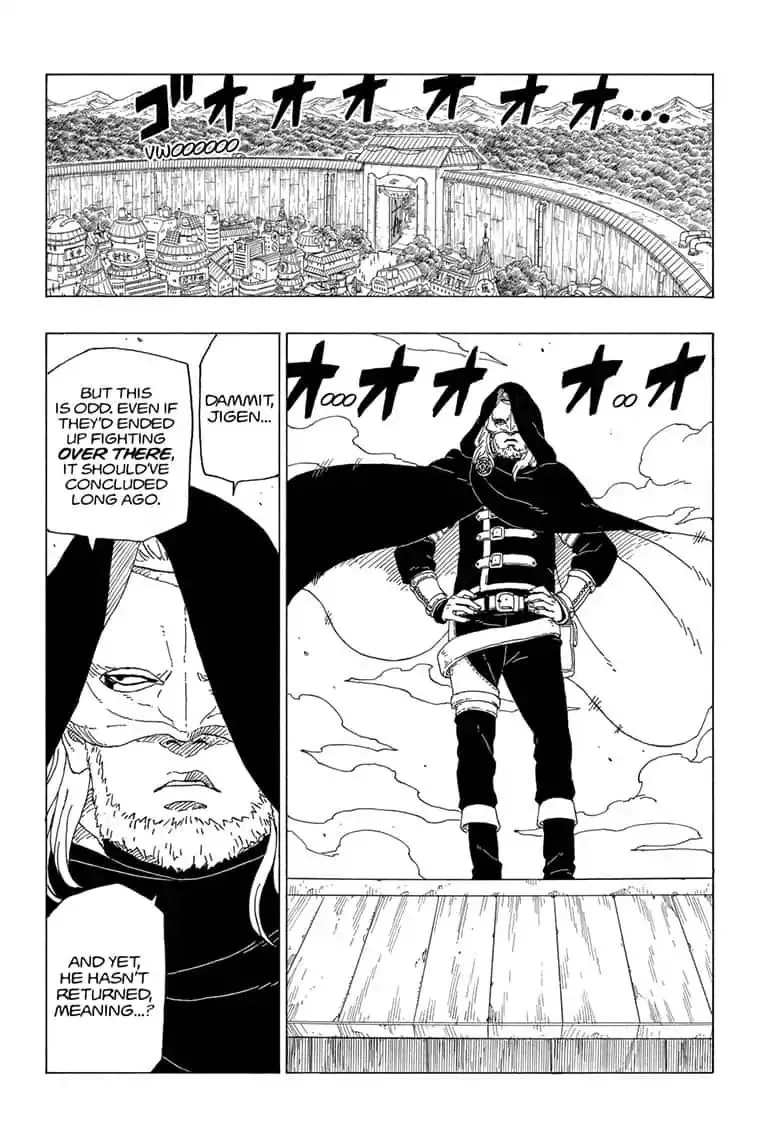 ゴオオオオオオ…
VWOOOOOO
オオオオオ
OOO
OO
DAMMIT,
JIGEN...
BUT THIS
IS ODD. EVEN IF
THEY'D ENDED
UP FIGHTING
OVER THERE,
IT SHOULD'VE
CONCLUDED
LONG AGO.
AND YET,
HE HASN'T
RETURNED,
MEANING...?